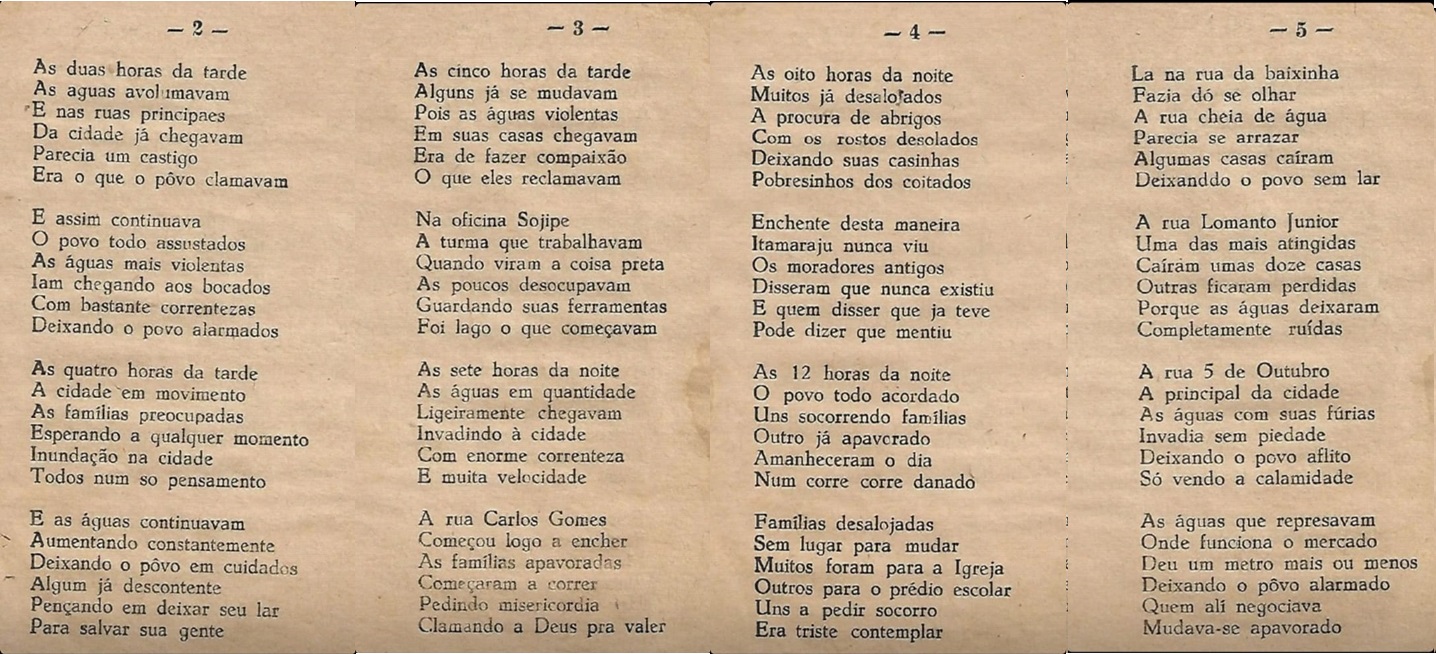 — 2 —
As duas horas da tarde
As aguas avolumavam
E nas ruas principaes
Da cidade já chegavam
Parecia um castigo
Era o que o pôvo clamavam
E assim continuava
O povo todo assustados
As águas mais violentas
Iam chegando aos bocados
Com bastante correntezas
Deixando o povo alarmados
As quatro horas da tarde
A cidade em movimento
As famílias preocupadas
Esperando a qualquer momento
Inundação na cidade
Todos num so pensamento
E as águas continuavam
Aumentando constantemente
Deixando o pôvo em cuidados
Algum já descontente
Pençando em deixar seu lar
Para salvar sua gente
— 3 —
As cinco horas da tarde
Alguns já se mudavam
Pois as águas violentas
Em suas casas chegavam
Era de fazer compaixão
O que eles reclamavam
Na oficina Sojipe
A turma que trabalhavam
Quando viram a coisa preta
As poucos desocupavam
Guardando suas ferramentas
Foi lago o que começavam
As sete horas da noite
As águas em quantidade
Ligeiramente chegavam
Invadindo à cidade
Com enorme correnteza
E muita velocidade
A rua Carlos Gomes
Começou logo a encher
As famílias apavoradas
Começaram a correr
Pedindo misericordia
Clamando a Deus pra valer
— 4 —
As oito horas da noite
Muitos já desalojados
A procura de abrigos
Com os rostos desolados
Deixando suas casinhas
Pobresinhos dos coitados
Enchente desta maneira
Itamaraju nunca viu
Os moradores antigos
Disseram que nunca existiu
E quem disser que ja teve
Pode dizer que mentiu
As 12 horas da noite
O povo todo acordado
Uns socorrendo famílias
Outro já apavorado
Amanheceram o dia
Num corre corre danado
Famílias desalojadas
Sem lugar para mudar
Muitos foram para a Igreja
Outros para o prédio escolar
Uns a pedir socorro
Era triste contemplar
— 5 —
La na rua da baixinha
Fazia dó se olhar
A rua cheia de água
Parecia se arrazar
Algumas casas caíram
Deixanddo o povo sem lar
A rua Lomanto Junior
Uma das mais atingidas
Caíram umas doze casas
Outras ficaram perdidas
Porque as águas deixaram
Completamente ruídas
A rua 5 de Outubro
A principal da cidade
As águas com suas fúrias
Invadia sem piedade
Deixando o povo aflito
Só vendo a calamidade
As águas que represavam
Onde funciona o mercado
Deu um metro mais ou menos
Deixando o pôvo alarmado
Quem alí negociava
Mudava-se apavorado